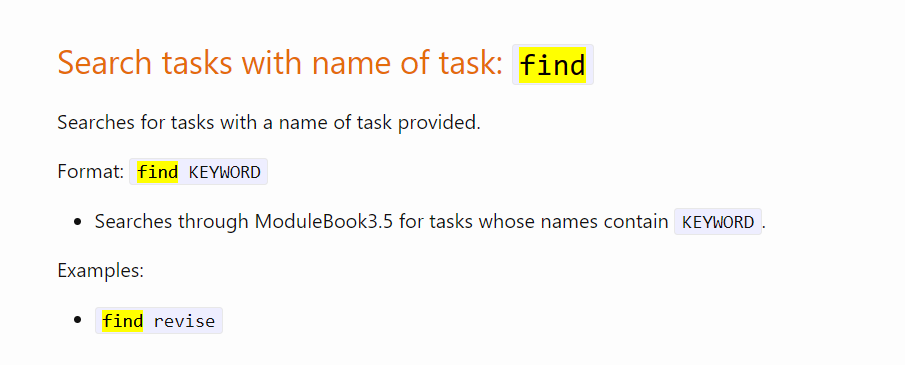 Search tasks with name of task: find
Searches for tasks with a name of task provided.
Format: find KEYWORD
Searches through ModuleBook3.5 for tasks whose names contain KEYWORD.
Examples:
find revise